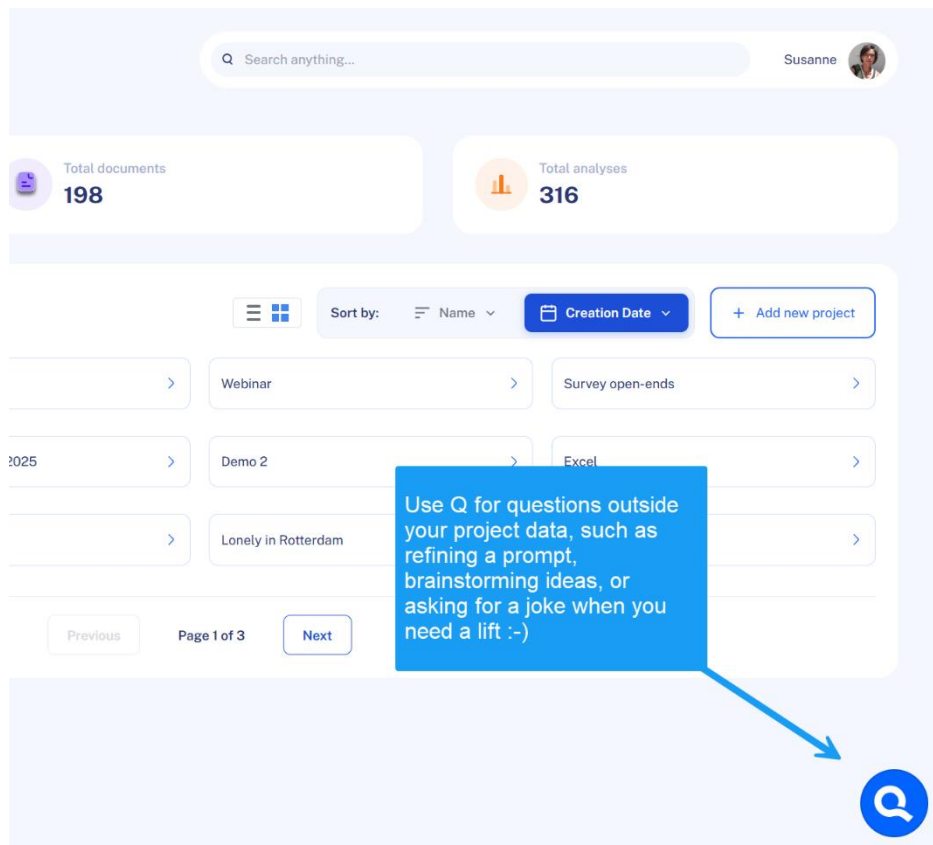 Search anything...
Susanne
Total documents
198
Total analyses
316
Sort by:
Name
Creation Date
+ Add new project
Webinar
Survey open-ends
2025
Demo 2
Excel
Lonely in Rotterdam
Use Q for questions outside
your project data, such as
refining a prompt,
brainstorming ideas, or
asking for a joke when you
need a lift :-)
Previous
Page 1 of 3
Next